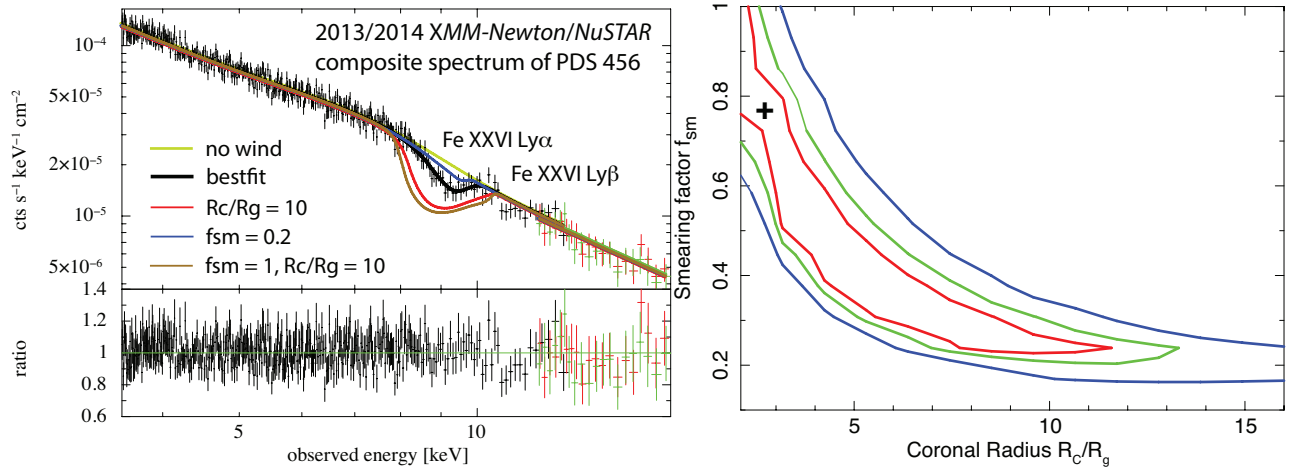 2013/2014 XMM-Newton/NuSTAR
composite spectrum of PDS 456
10⁻⁴
5×10⁻⁵
2×10⁻⁵
10⁻⁵
5×10⁻⁶
cts s⁻¹ keV⁻¹ cm⁻²
Fe XXVI Lyα
Fe XXVI Lyβ
no wind
bestfit
Rc/Rg = 10
fsm = 0.2
fsm = 1, Rc/Rg = 10
1.4
1.2
1
0.8
0.6
ratio
5
10
observed energy [keV]
Smearing factor f_sm
1
0.8
0.6
0.4
0.2
5
10
15
Coronal Radius R_C/R_g